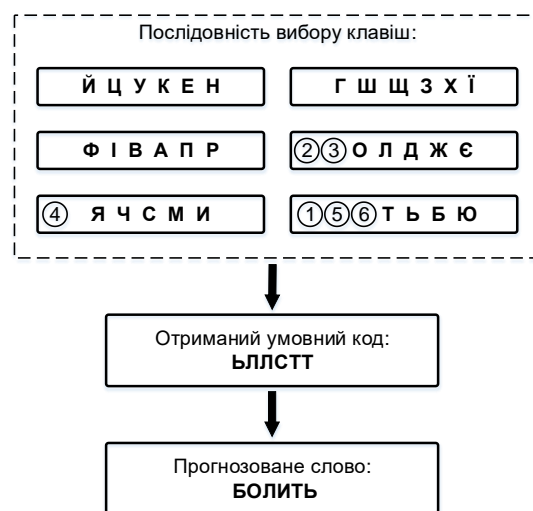 Послідовність вибору клавіш:
Й Ц У К Е Н
Г Ш Щ З Х Ї
Ф І В А П Р
②③ О Л Д Ж Є
④ Я Ч С М И
①⑤⑥ Т Ь Б Ю
Отриманий умовний код:
ЬЛЛСТТ
Прогнозоване слово:
БОЛИТЬ